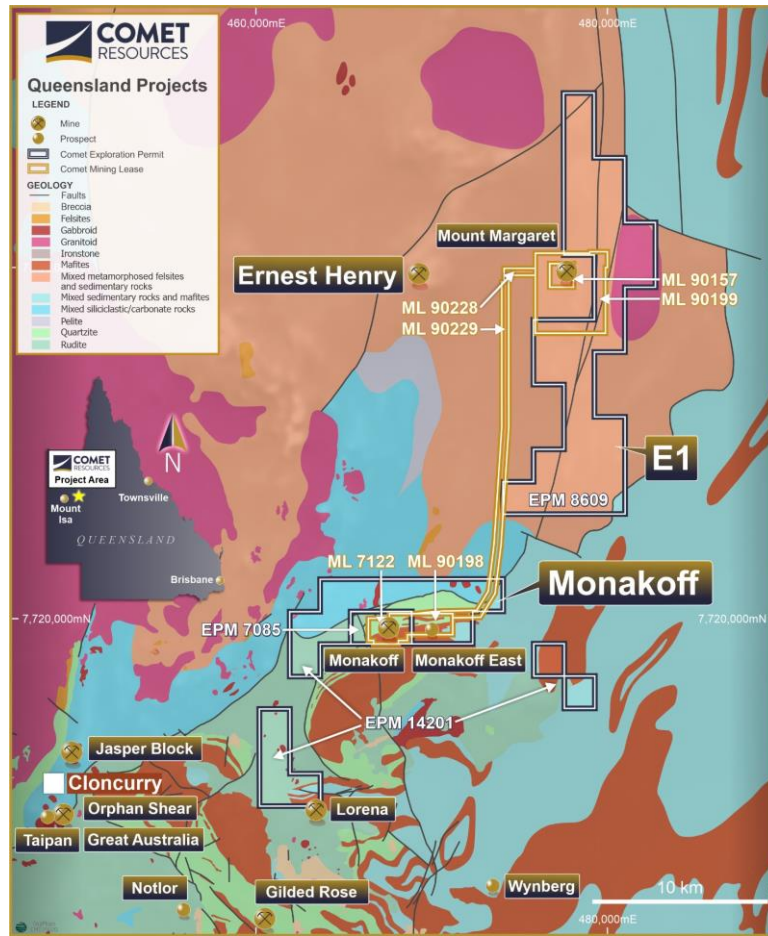 COMET
RESOURCES
Queensland Projects
LEGEND
Mine
Prospect
Comet Exploration Permit
Comet Mining Lease
GEOLOGY
Faults
Breccia
Felsites
Gabbroid
Granitoid
Ironstone
Mafites
Mixed metamorphosed felsites
and sedimentary rocks
Mixed sedimentary rocks and mafites
Mixed siliciclastic/carbonate rocks
Pelite
Quartzite
Rudite
460,000mE
480,000mE
Mount Margaret
Ernest Henry
ML 90157
ML 90199
ML 90228
ML 90229
N
COMET
RESOURCES
Project Area
Townsville
Mount
Isa
QUEENSLAND
Brisbane
E1
EPM 8609
ML 7122
ML 90198
Monakoff
7,720,000mN
7,720,000mN
EPM 7085
Monakoff
Monakoff East
EPM 14201
Jasper Block
Cloncurry
Orphan Shear
Lorena
Taipan
Great Australia
Notlor
Gilded Rose
Wynberg
10 km
480,000mE